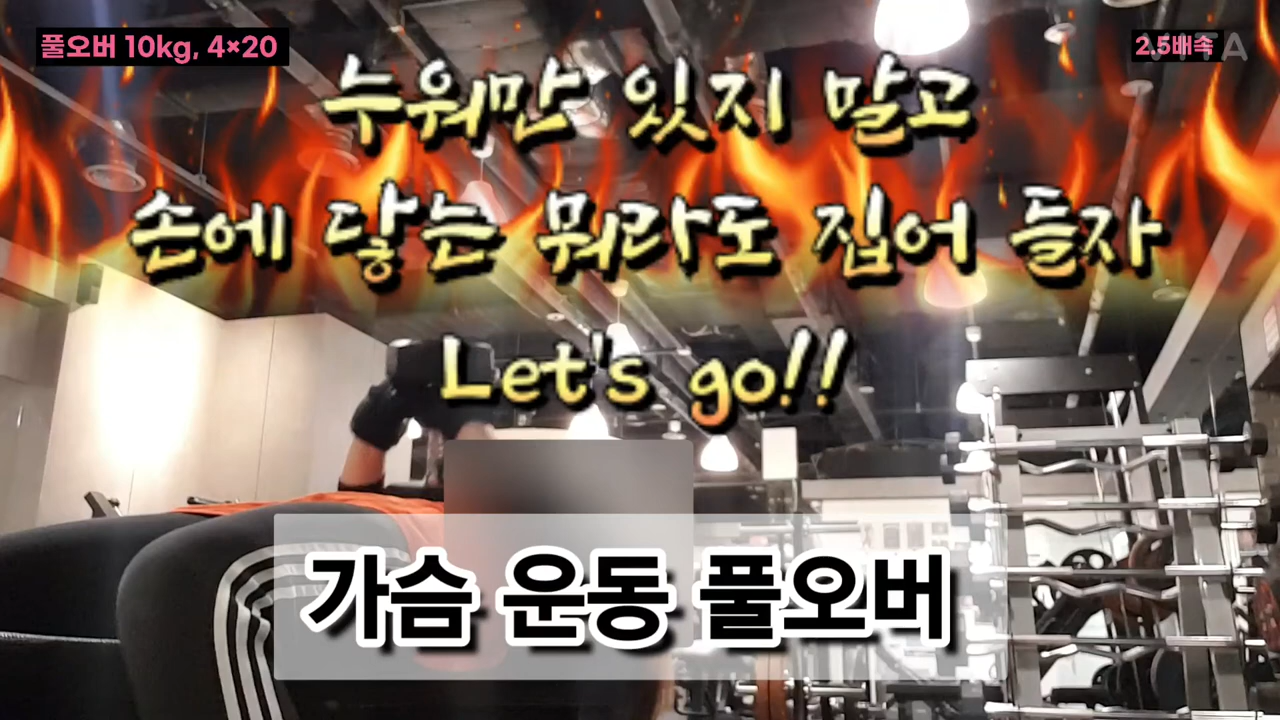 풀오버 10kg, 4×20
2.5배속
누워만 있지 말고
손에 닿는 뭐라도 집어 들자
Let's go!!
가슴 운동 풀오버